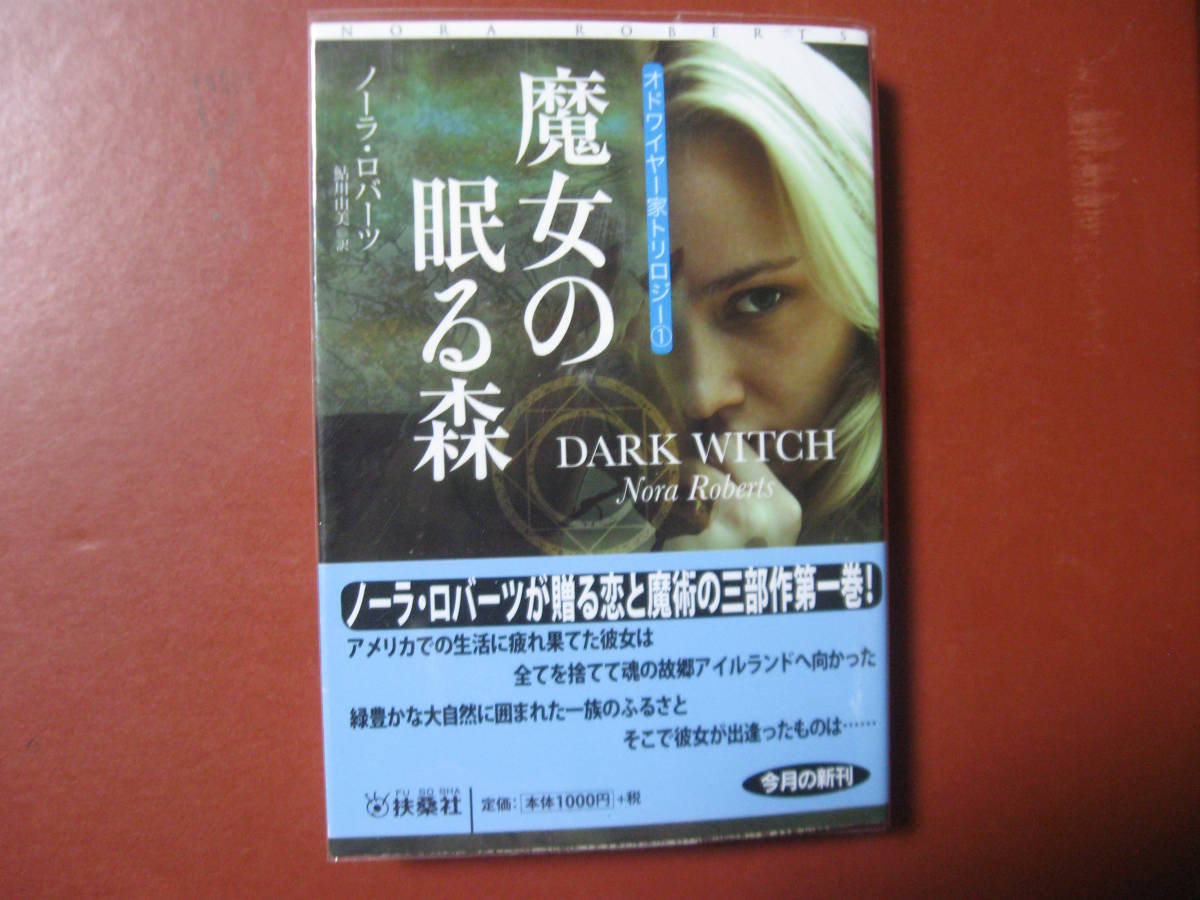 NORA ROBERTS
オドワイヤー家トリロジー①
魔女の
眠る森
ノーラ・ロバーツ
鮎川由美 訳
DARK WITCH
Nora Roberts
ノーラ・ロバーツが贈る恋と魔術の三部作第一巻!
アメリカでの生活に疲れ果てた彼女は
全てを捨てて魂の故郷アイルランドへ向かった
緑豊かな大自然に囲まれた一族のふるさと
そこで彼女が出逢ったものは……
今月の新刊
FU SO SHA
扶桑社
定価:本体1000円+税